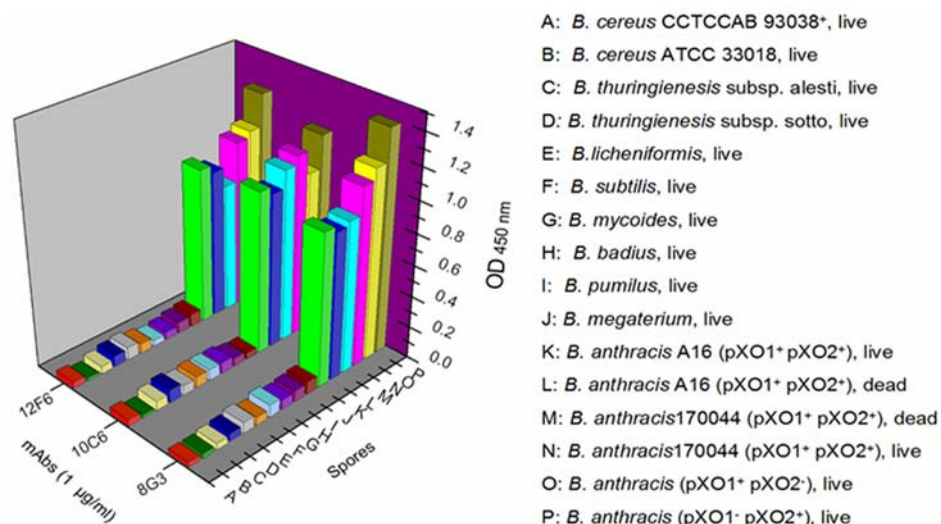 1.4
1.2
1.0
0.8
0.6
0.4
0.2
0.0
OD 450 nm
12F6
10C6
8G3
mAbs (1 µg/ml)
A B C D E F G H I J K L M N O P
Spores
A: B. cereus CCTCCAB 93038⁺, live
B: B. cereus ATCC 33018, live
C: B. thuringienesis subsp. alesti, live
D: B. thuringienesis subsp. sotto, live
E: B.licheniformis, live
F: B. subtilis, live
G: B. mycoides, live
H: B. badius, live
I: B. pumilus, live
J: B. megaterium, live
K: B. anthracis A16 (pXO1⁺ pXO2⁺), live
L: B. anthracis A16 (pXO1⁺ pXO2⁺), dead
M: B. anthracis170044 (pXO1⁺ pXO2⁺), dead
N: B. anthracis170044 (pXO1⁺ pXO2⁺), live
O: B. anthracis (pXO1⁺ pXO2⁻), live
P: B. anthracis (pXO1⁻ pXO2⁺), live